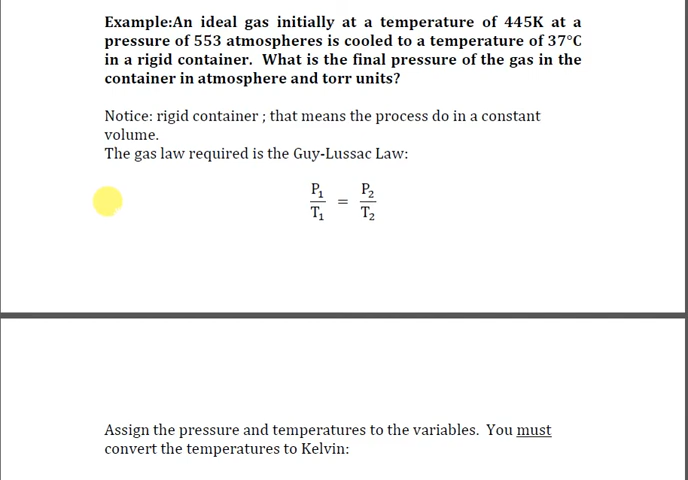 Example:An ideal gas initially at a temperature of 445K at a
pressure of 553 atmospheres is cooled to a temperature of 37°C
in a rigid container. What is the final pressure of the gas in the
container in atmosphere and torr units?
Notice: rigid container ; that means the process do in a constant
volume.
The gas law required is the Guy-Lussac Law:
P₁/T₁ = P₂/T₂
Assign the pressure and temperatures to the variables. You must
convert the temperatures to Kelvin: